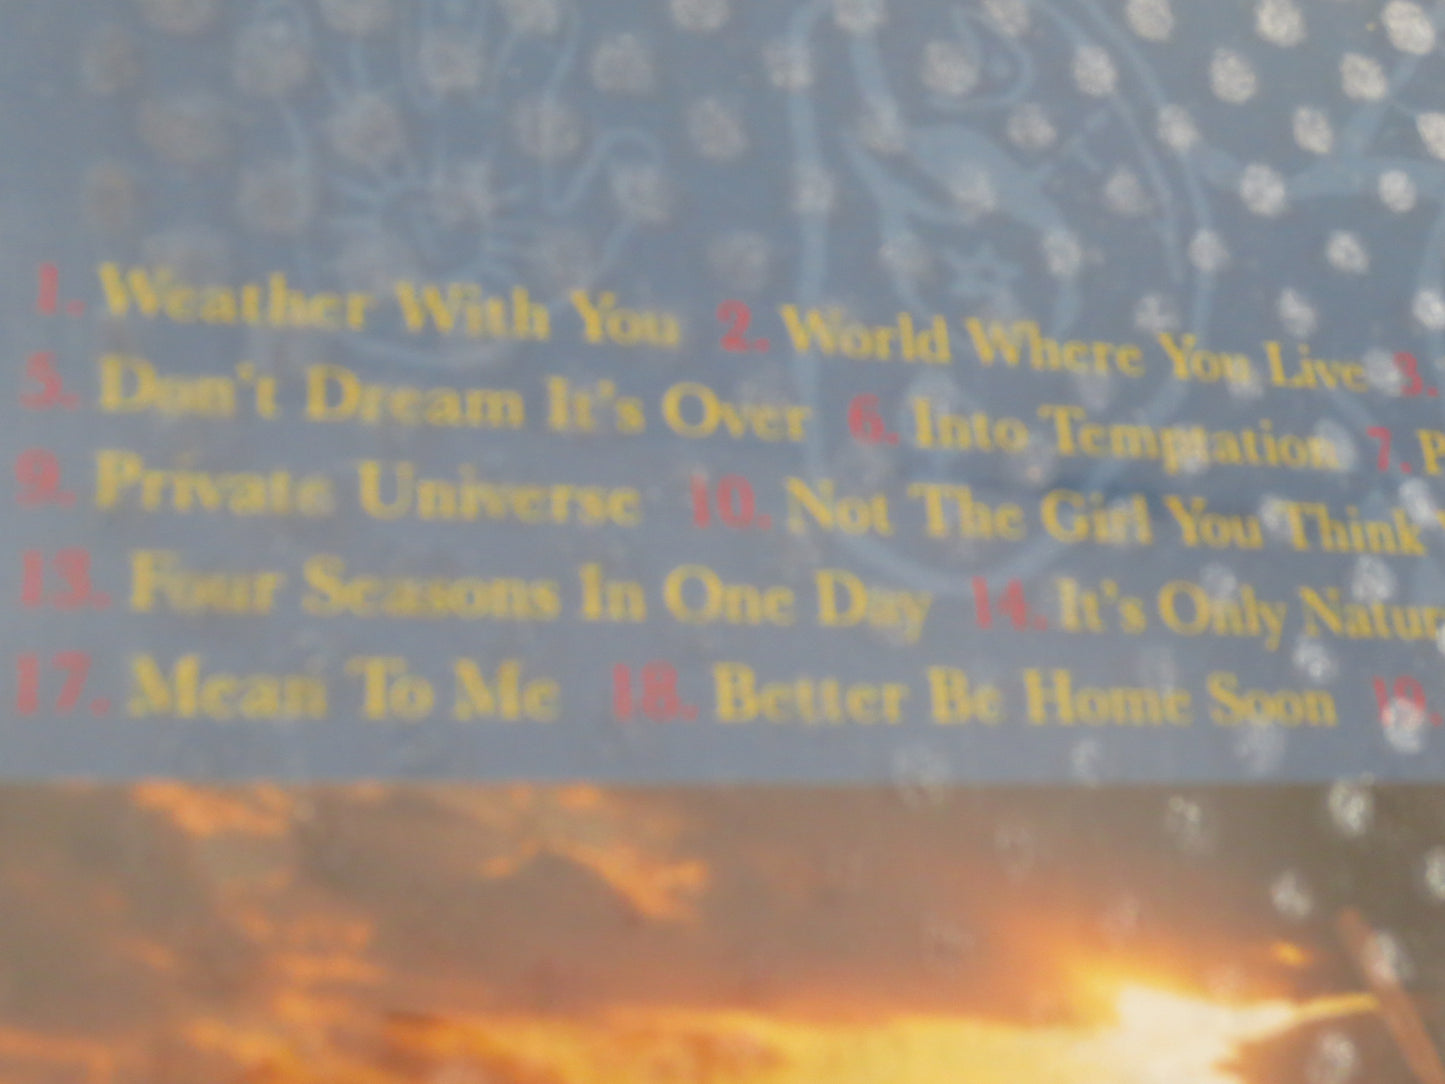 1. Weather With You 2. World Where You Live 3.
5. Don't Dream It's Over 6. Into Temptation 7. P
9. Private Universe 10. Not The Girl You Think
13. Four Seasons In One Day 14. It's Only Natur
17. Mean To Me 18. Better Be Home Soon 19.